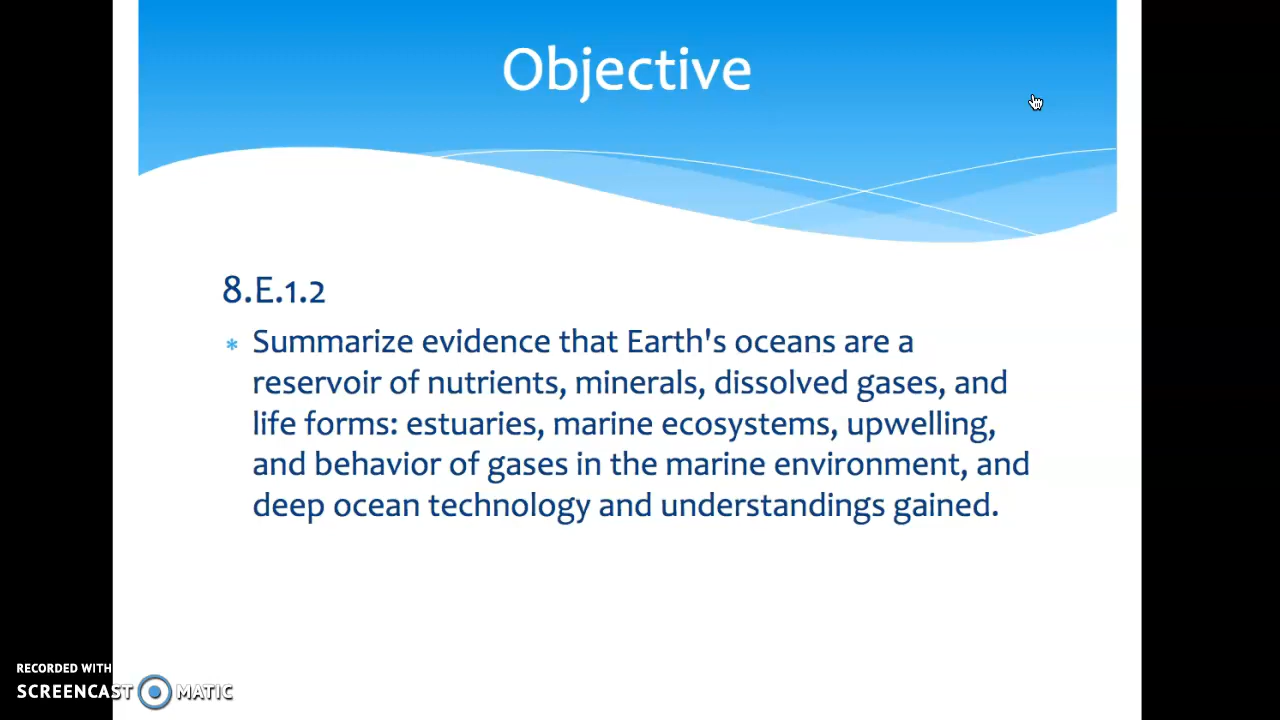 Objective
8.E.1.2
* Summarize evidence that Earth's oceans are a
reservoir of nutrients, minerals, dissolved gases, and
life forms: estuaries, marine ecosystems, upwelling,
and behavior of gases in the marine environment, and
deep ocean technology and understandings gained.
RECORDED WITH
SCREENCAST MATIC